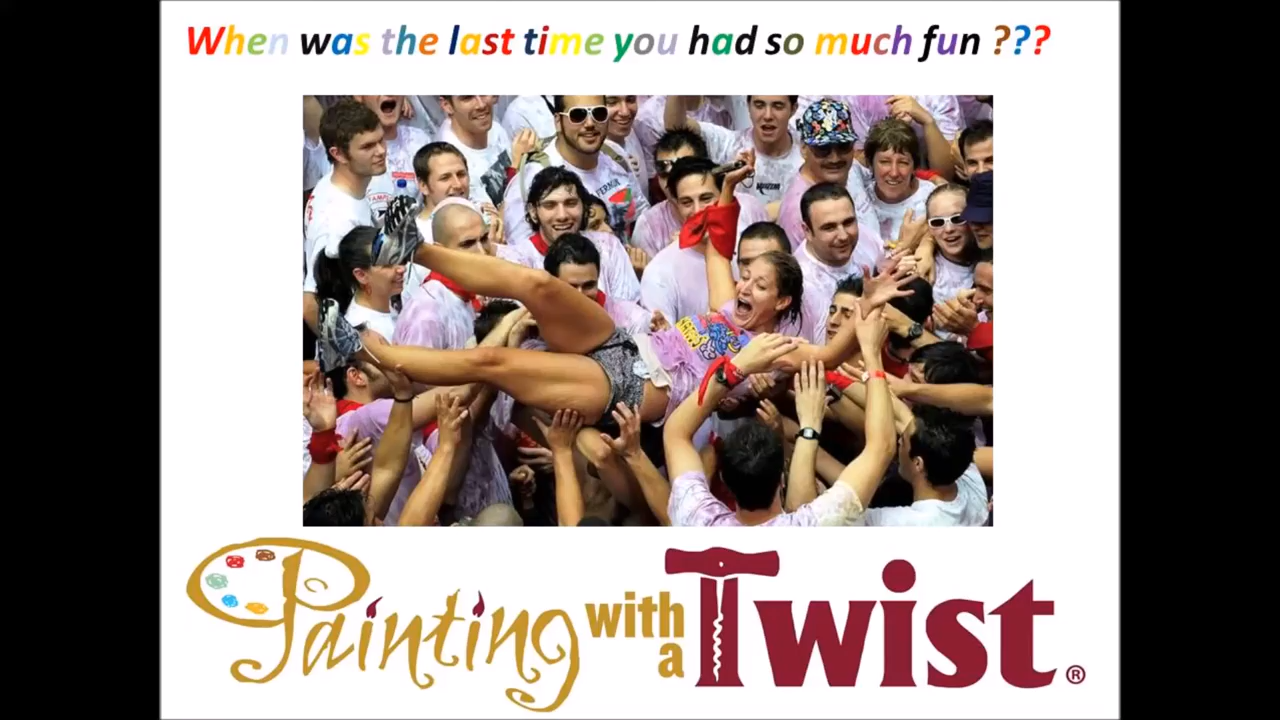 When was the last time you had so much fun ???
Painting with a Twist®